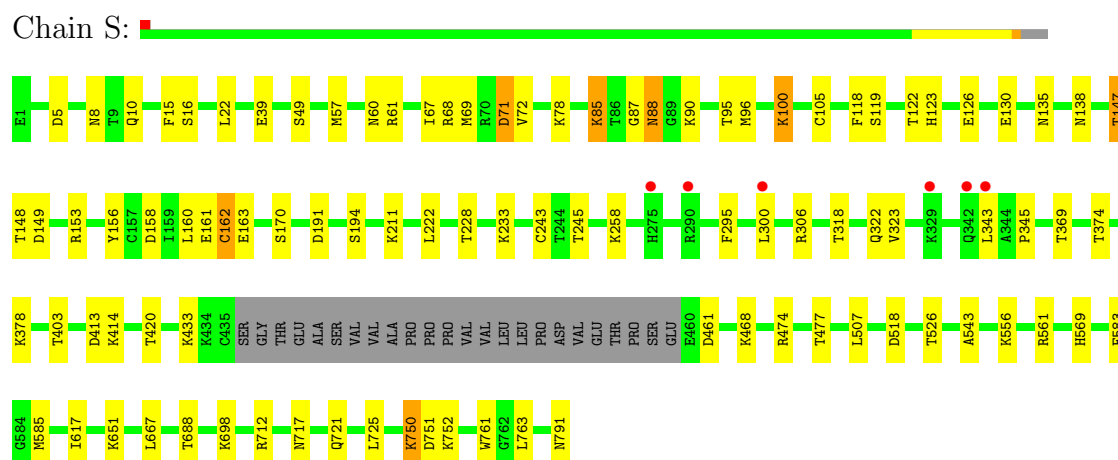 Chain S:
E1 D5 N8 T9 Q10 F15 S16 L22 E39 S49 M57 N60 R61 I67 R68 M69 R70 D71 V72 K78 K85 T86 G87 N88 G89 K90 T95 M96 K100 C105 F118 S119 T122 H123 E126 E130 N135 N138 T147
T148 D149 R153 Y156 C157 D158 I159 L160 E161 C162 E163 S170 D191 S194 K211 L222 T228 K233 C243 T244 T245 K258 H275 R290 F295 L300 R306 T318 Q322 V323 K329 Q342 L343 A344 P345 T369 T374
K378 T403 D413 K414 T420 K433 K434 C435 SER GLY THR GLU ALA SER VAL VAL ALA PRO PRO PRO VAL VAL LEU LEU PRO ASP VAL GLU THR PRO SER GLU E460 D461 K468 R474 T477 L507 D518 T526 A543 K556 R561 H569
G584 M585 I617 K651 L667 T688 K698 R712 N717 Q721 L725 K750 D751 K752 W761 G762 L763 N791